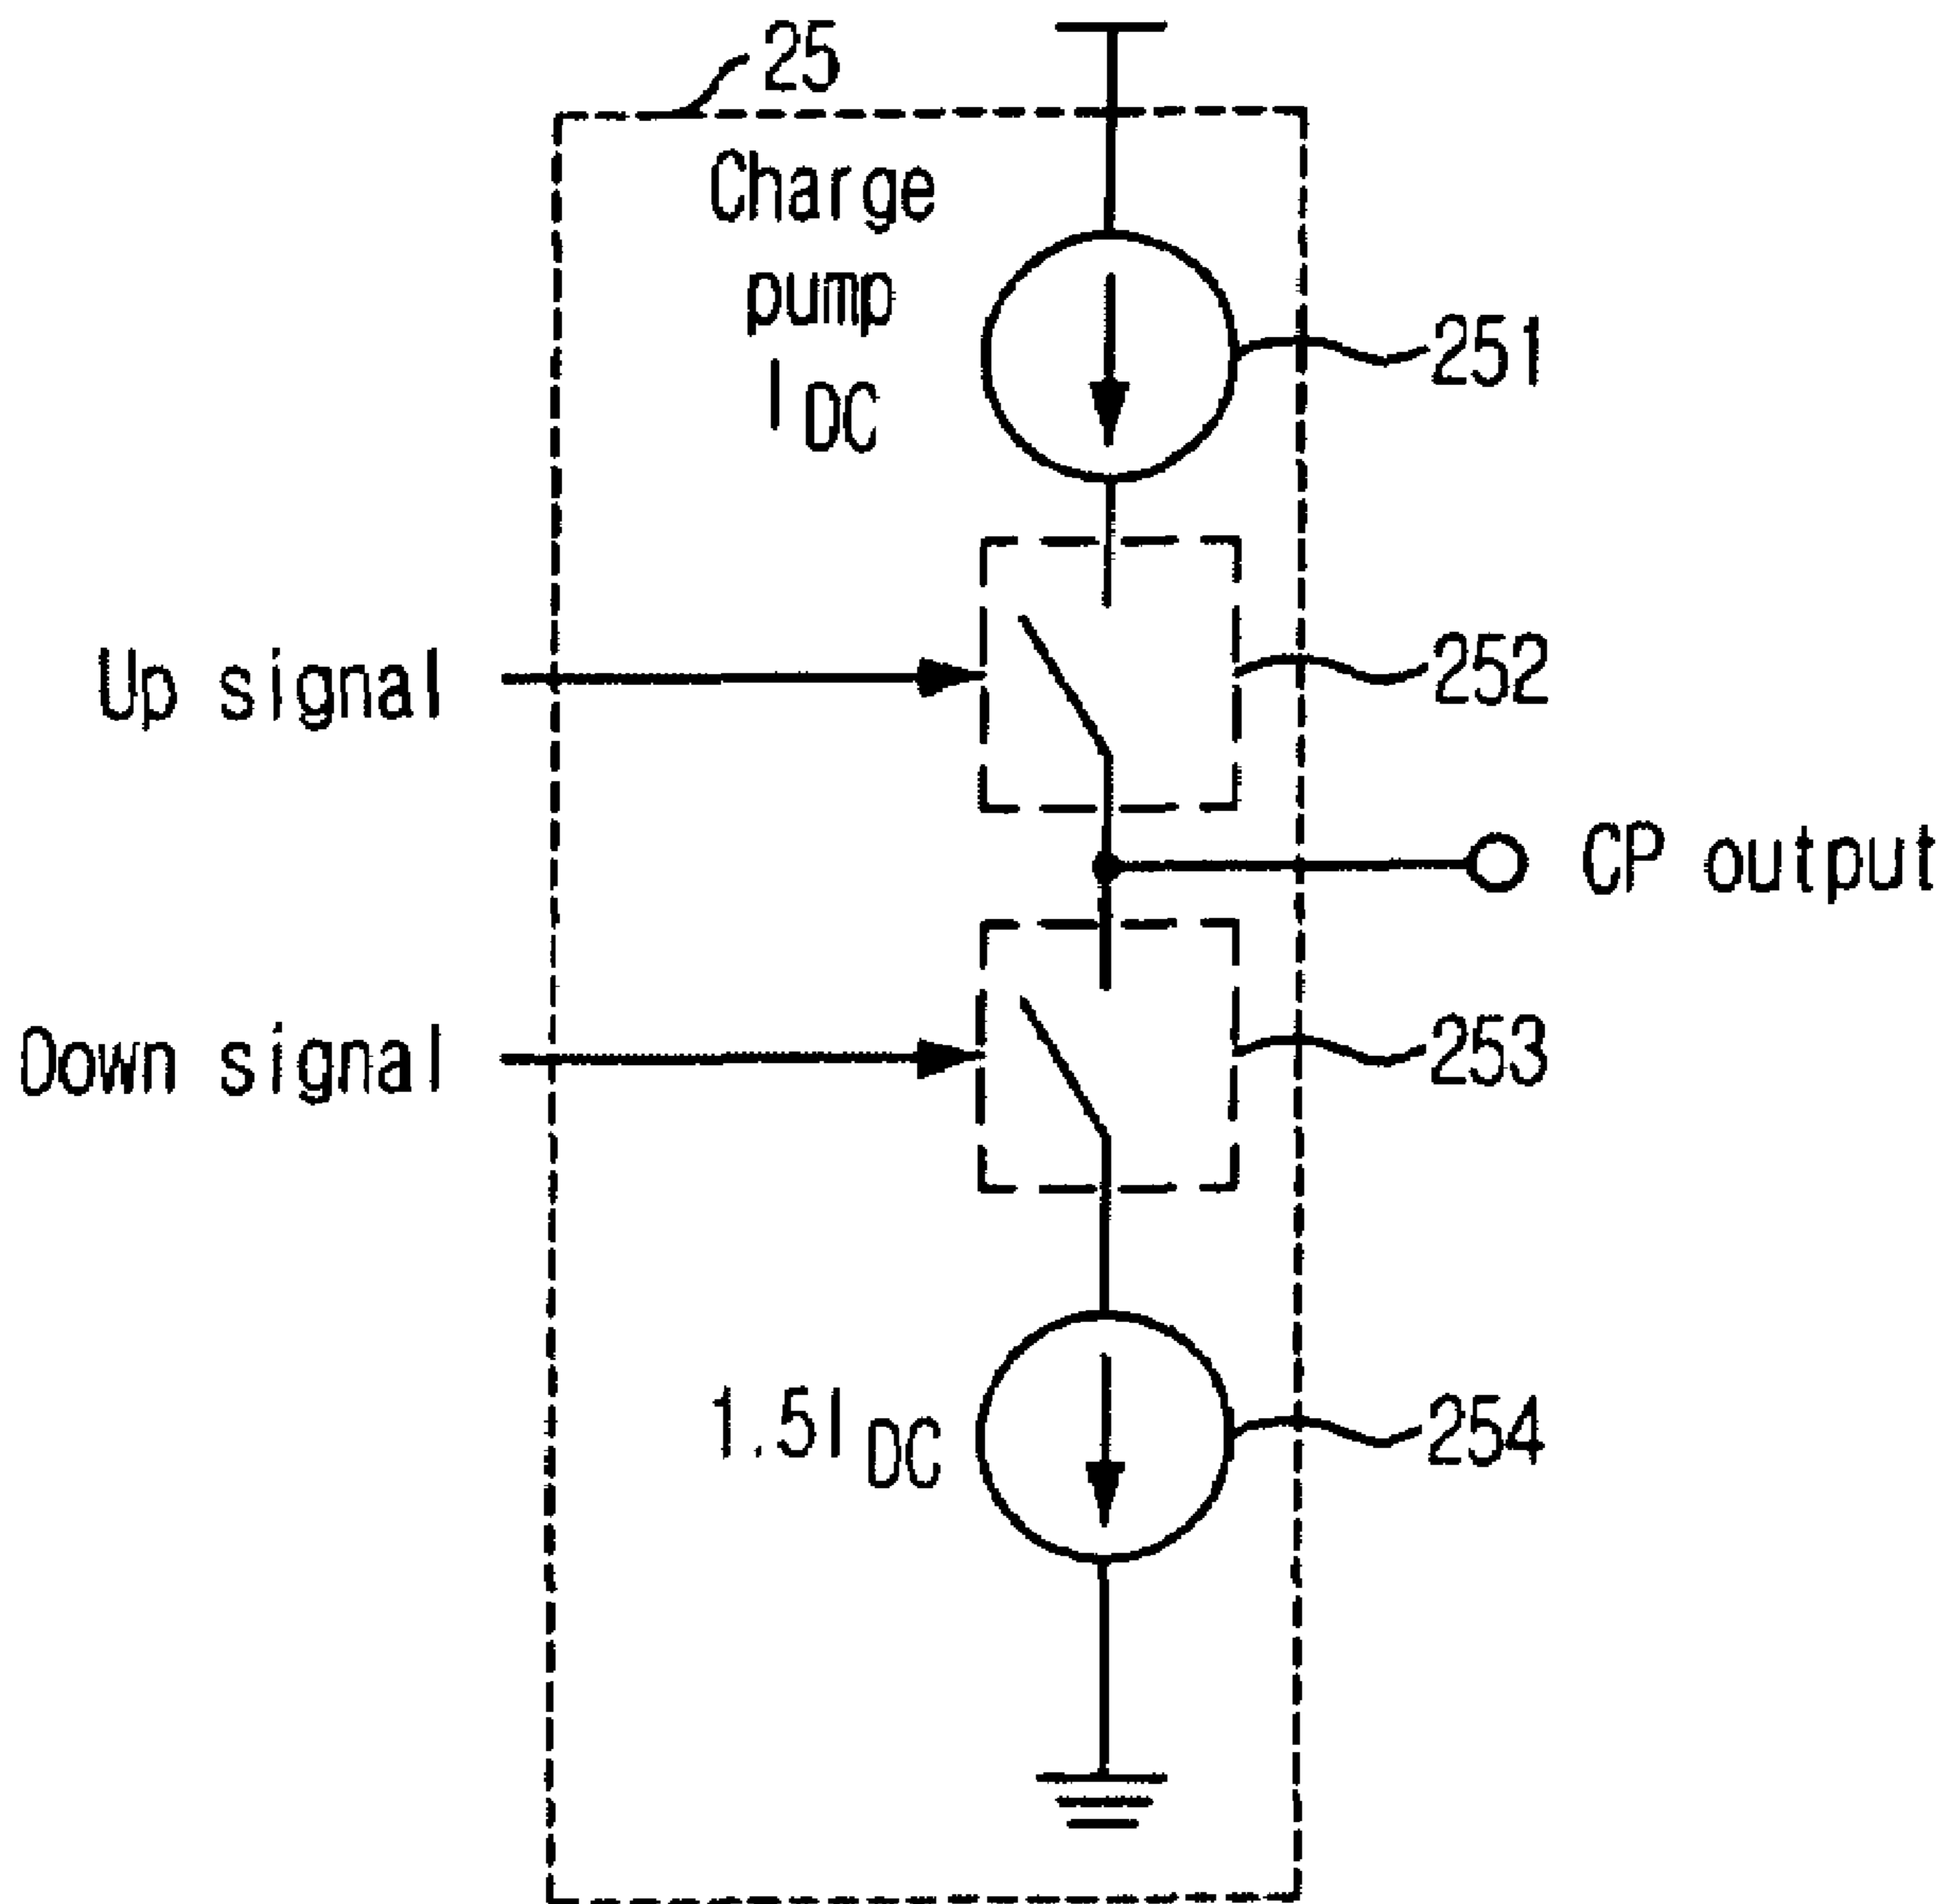 25
Charge
pump
I DC
251
Up signal
252
CP output
Down signal
253
1.5I DC
254